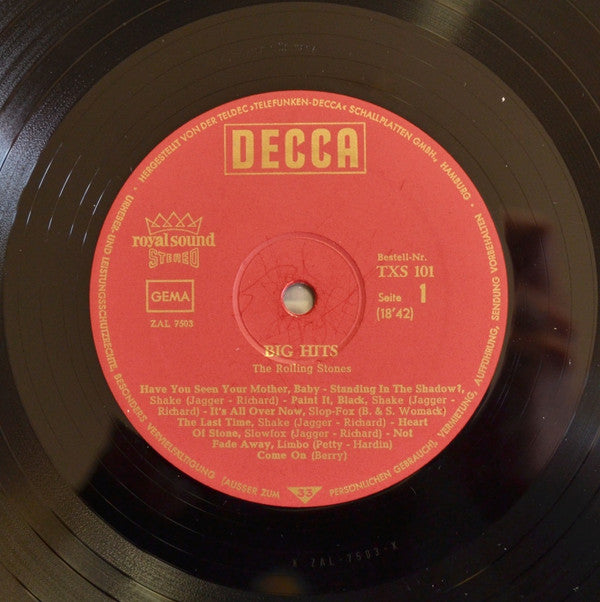 · HERGESTELLT VON DER TELDEC »TELEFUNKEN-DECCA« SCHALLPLATTEN GMBH., HAMBURG ·
URHEBER- UND LEISTUNGSSCHUTZRECHTE, BESONDERS VERVIELFÄLTIGUNG (AUSSER ZUM PERSÖNLICHEN GEBRAUCH), VERMIETUNG, AUFFÜHRUNG, SENDUNG VORBEHALTEN
DECCA
royal sound
STEREO
GEMA
ZAL 7503
Bestell-Nr.
TXS 101
Seite 1
(18'42)
BIG HITS
The Rolling Stones
Have You Seen Your Mother, Baby - Standing In The Shadow?,
Shake (Jagger - Richard) - Paint It, Black, Shake (Jagger -
Richard) - It's All Over Now, Slop-Fox (B. & S. Womack)
The Last Time, Shake (Jagger - Richard) - Heart
Of Stone, Slowfox (Jagger - Richard) - Not
Fade Away, Limbo (Petty - Hardin)
Come On (Berry)
33
X ZAL-7503-X